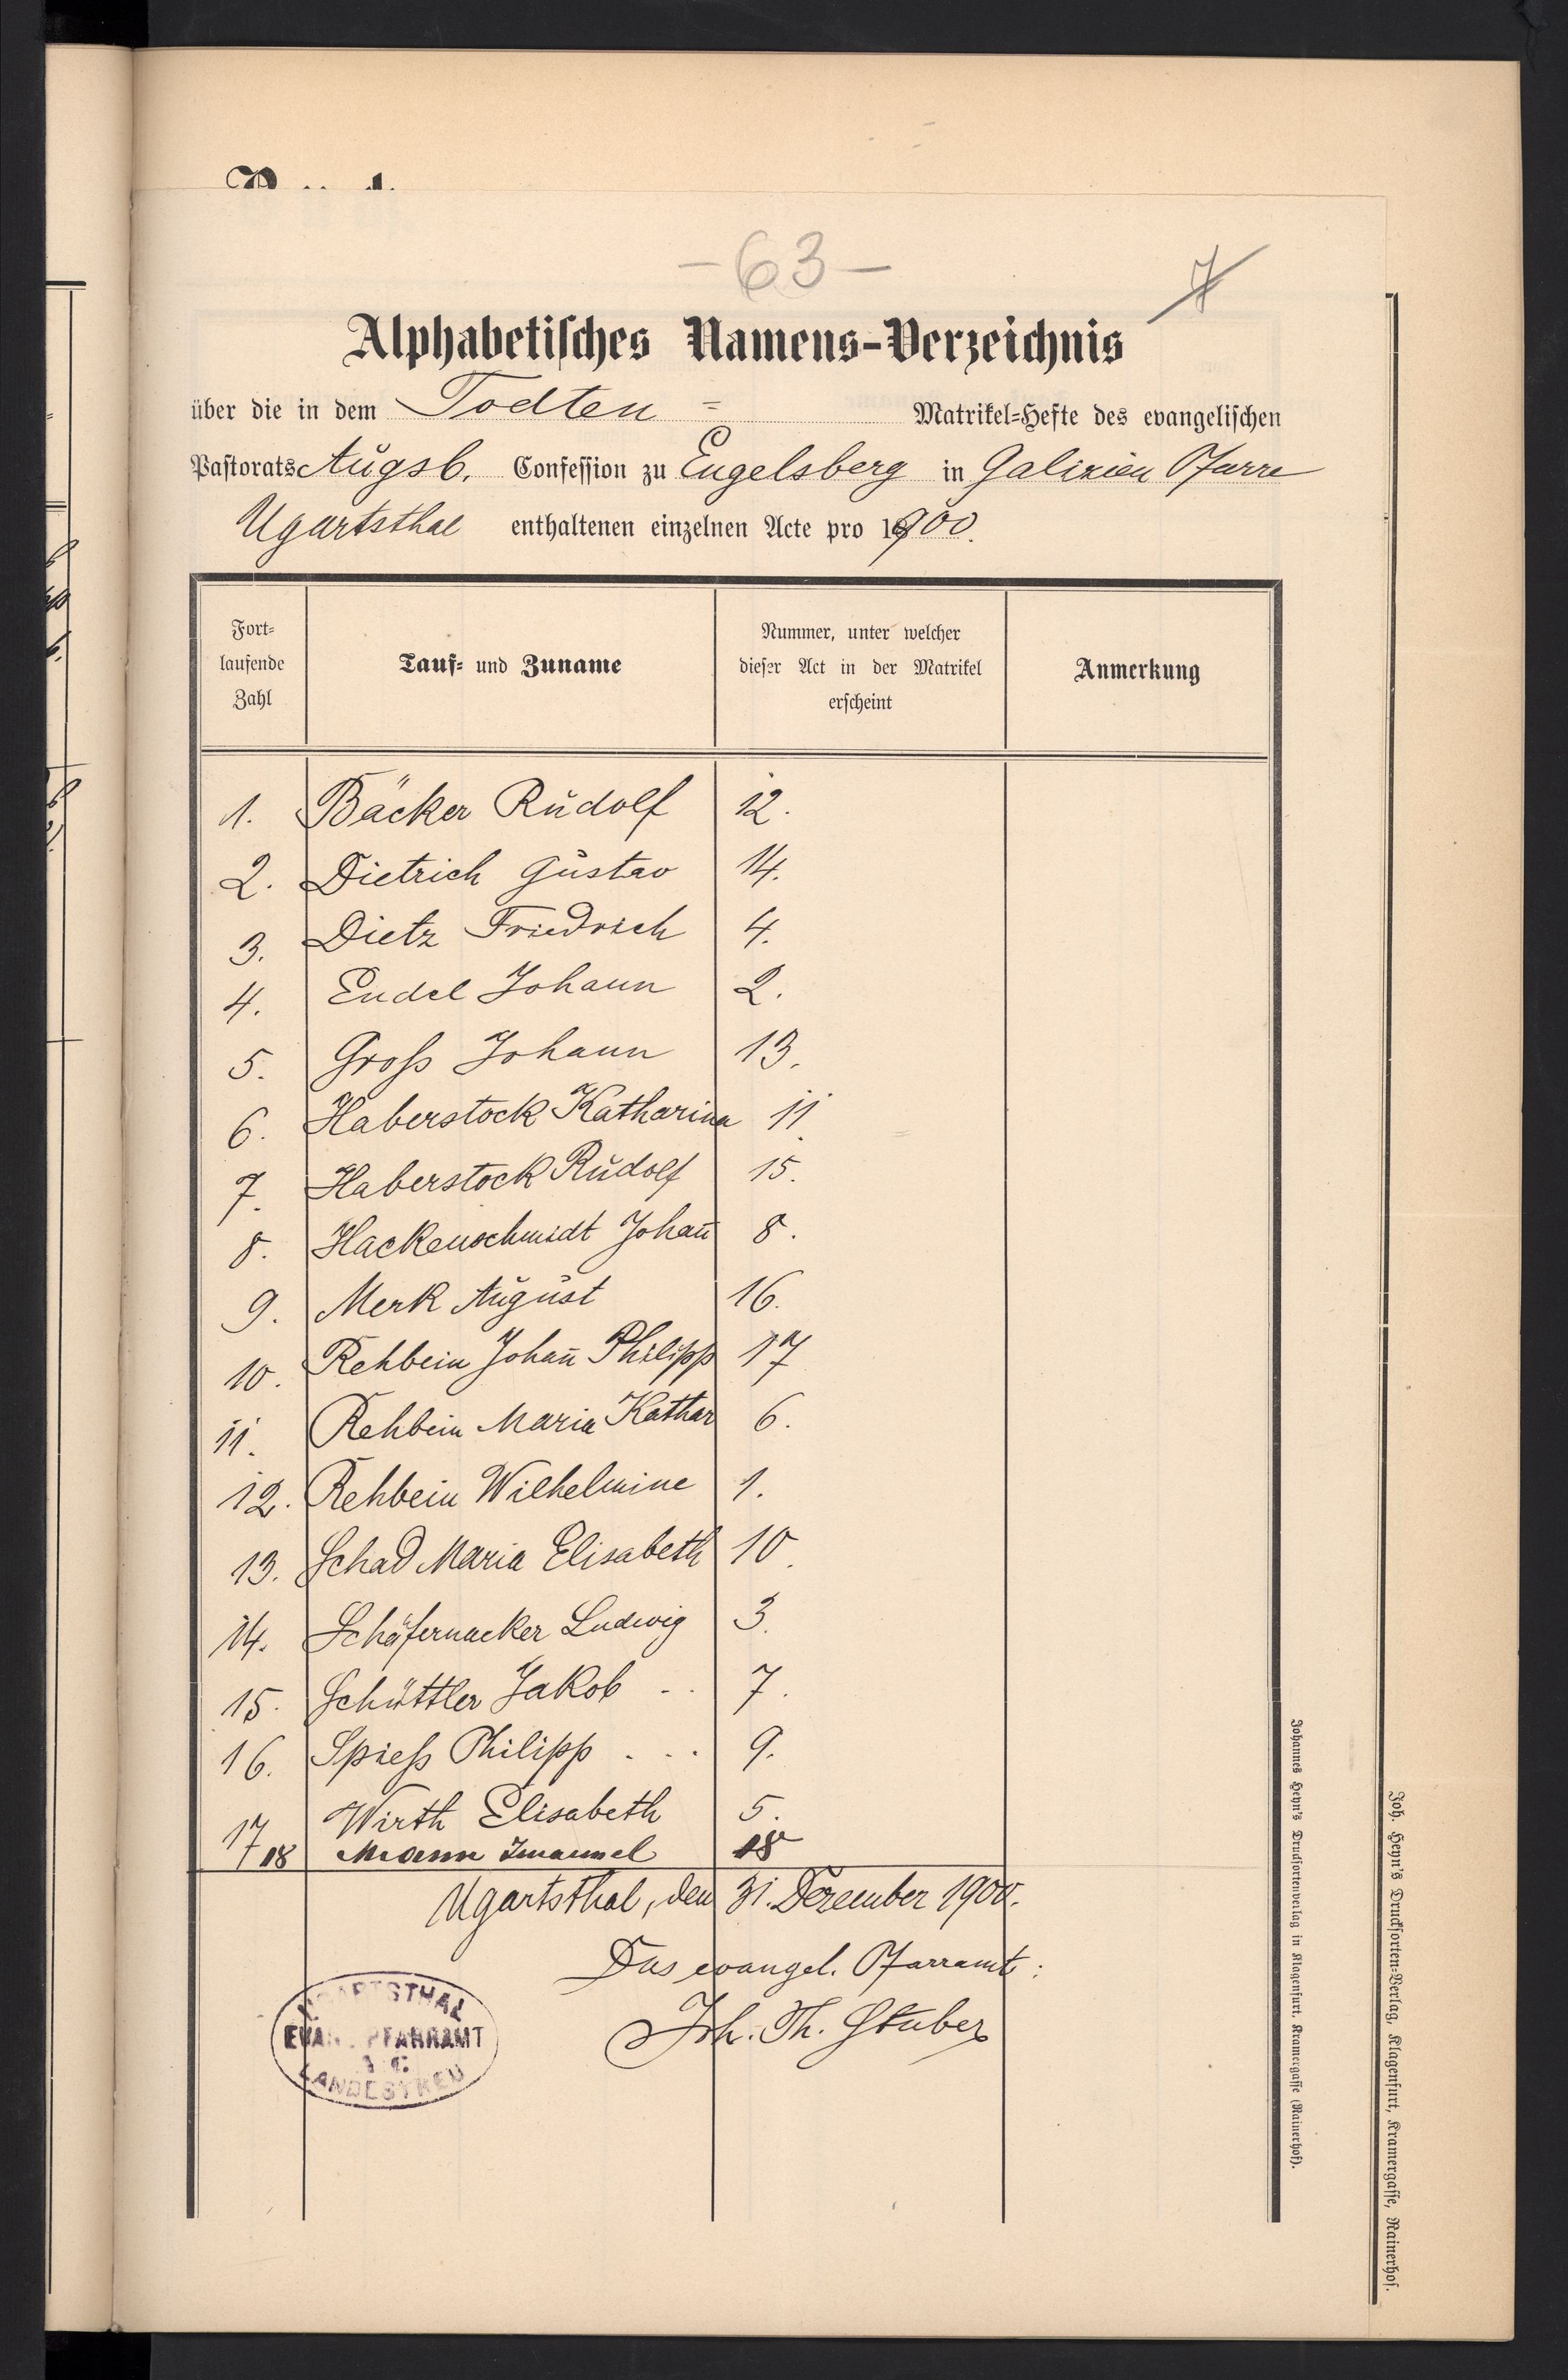 -63-
7
Alphabetisches Namens-Verzeichnis
über die in dem Todten = Matrikel-Hefte des evangelischen
Pastorats Augsb. Confession zu Engelsberg in Galizien Pfarre
Ugartsthal enthaltenen einzelnen Acte pro 1900.
Fort-
laufende
Zahl
Tauf- und Zuname
Nummer, unter welcher
dieser Act in der Matrikel
erscheint
Anmerkung
1. Bäcker Rudolf 12.
2. Dietrich Gustav 14.
3. Dietz Friedrich 4.
4. Endel Johann 2.
5. Groß Johann 13.
6. Haberstock Katharina 11.
7. Haberstock Rudolf 15.
8. Hackenschmidt Johan̄ 8.
9. Merk August 16.
10. Rehbein Johan̄ Philipp 17
11. Rehbein Maria Kathar 6.
12. Rehbein Wilhelmine 1.
13. Schad Maria Elisabeth 10.
14. Schäfernacker Ludwig 3.
15. Schüttler Jakob .. 7.
16. Spieß Philipp ... 9.
17 Wirth Elisabeth 5.
18 Mann Imanuel 18
Ugartsthal, den 31. Dezember 1900.
Das evangel. Pfarramt:
Joh. Th. Stuber
UGARTSTHAL
EVANG. PFARRAMT
A. C.
LANDESTREU
Johannes Heyn's Drucksortenverlag in Klagenfurt. Kramergasse (Rainerhof).
Joh. Heyn's Drucksorten-Verlag, Klagenfurt, Kramergasse, Rainerhof.